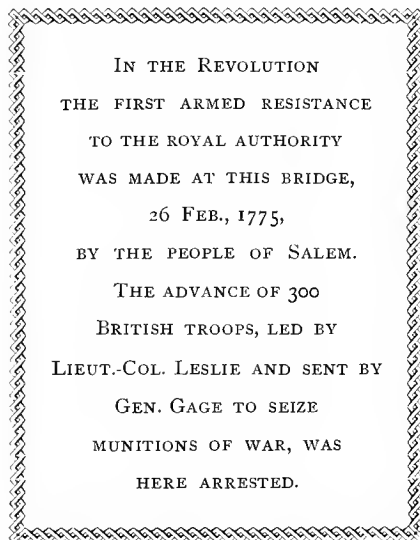 In the Revolution
the first armed resistance
to the royal authority
was made at this bridge,
26 Feb., 1775,
by the people of Salem.
The advance of 300
British troops, led by
Lieut.-Col. Leslie and sent by
Gen. Gage to seize
munitions of war, was
here arrested.